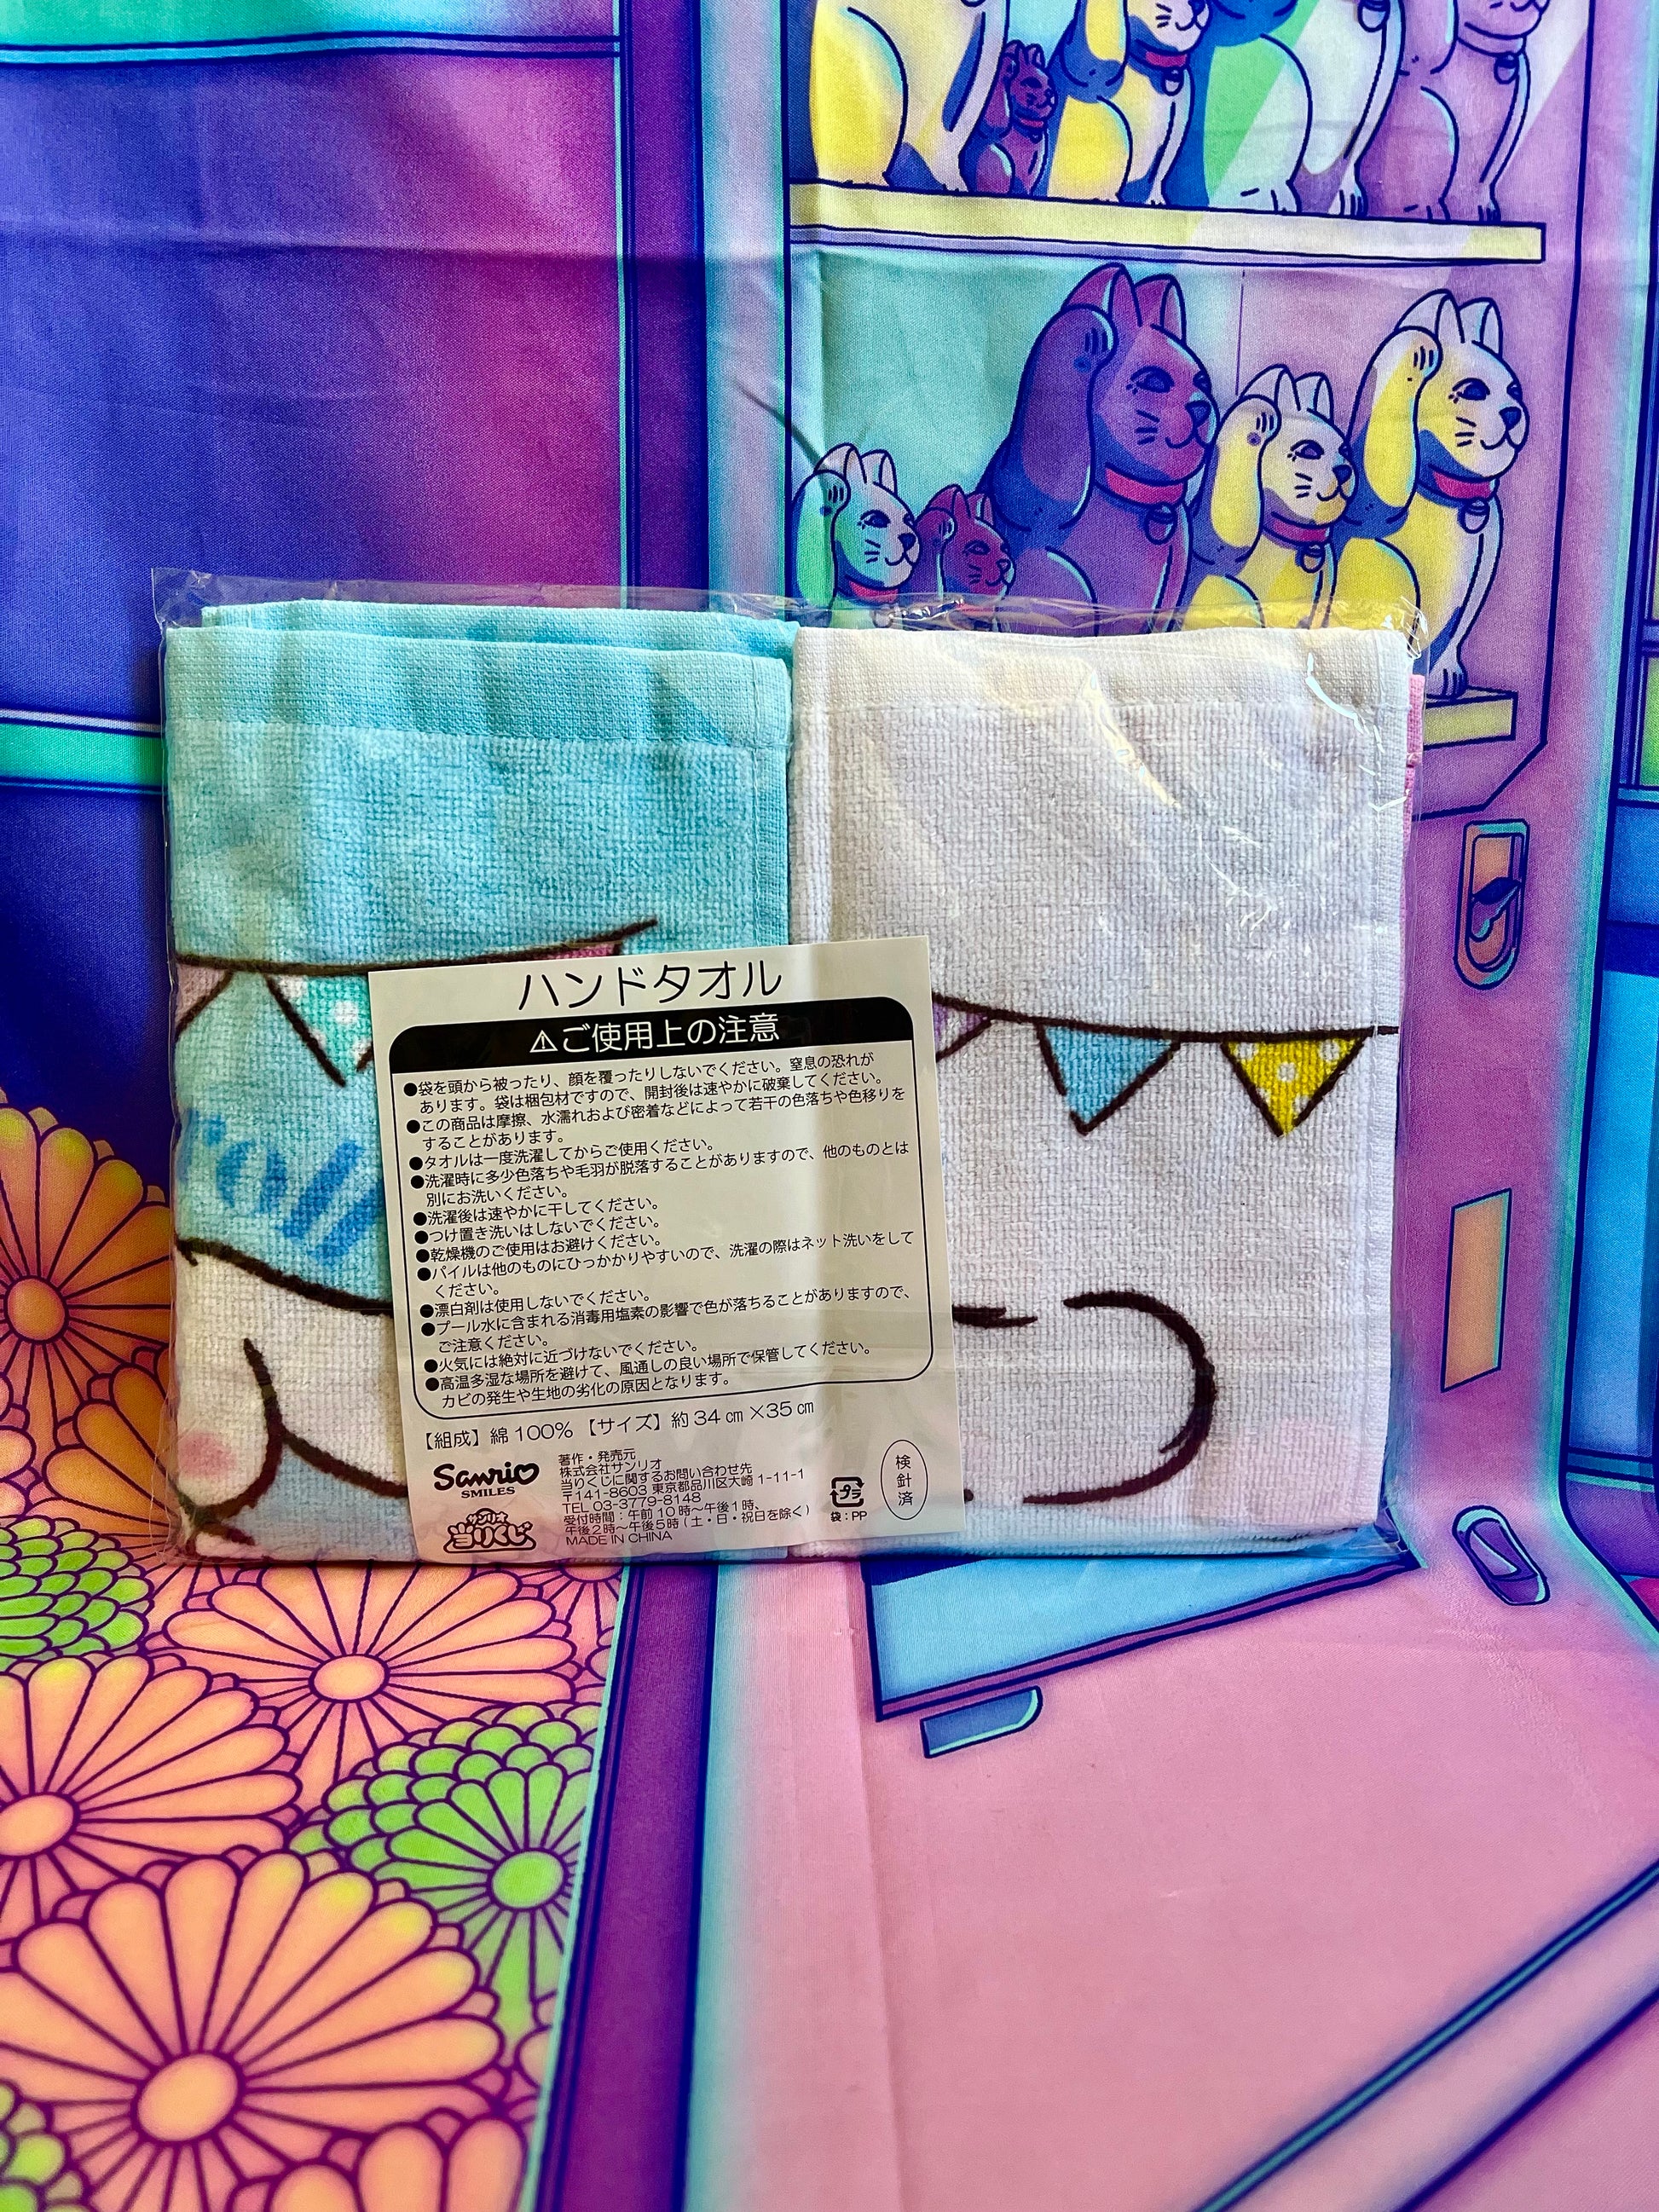 ハンドタオル
⚠ご使用上の注意
●袋を頭から被ったり、顔を覆ったりしないでください。窒息の恐れが
あります。袋は梱包材ですので、開封後は速やかに破棄してください。
●この商品は摩擦、水濡れおよび密着などによって若干の色落ちや色移りを
することがあります。
●タオルは一度洗濯してからご使用ください。
●洗濯時に多少色落ちや毛羽が脱落することがありますので、他のものとは
別にお洗いください。
●洗濯後は速やかに干してください。
●つけ置き洗いはしないでください。
●乾燥機のご使用はお避けください。
●パイルは他のものにひっかかりやすいので、洗濯の際はネット洗いをして
ください。
●漂白剤は使用しないでください。
●プール水に含まれる消毒用塩素の影響で色が落ちることがありますので、
ご注意ください。
●火気には絶対に近づけないでください。
●高温多湿な場所を避けて、風通しの良い場所で保管してください。
カビの発生や生地の劣化の原因となります。
【組成】綿 100% 【サイズ】約 34 ㎝ ×35 ㎝
Sanrio
SMILES
サンリオ
当りくじ
著作・発売元
株式会社サンリオ
当りくじに関するお問い合わせ先
〒141-8603 東京都品川区大崎 1-11-1
TEL 03-3779-8148
受付時間：午前 10 時～午後 1 時、
午後 2 時～午後 5 時 ( 土・日・祝日を除く )
MADE IN CHINA
プラ
袋：PP
検
針
済
roll